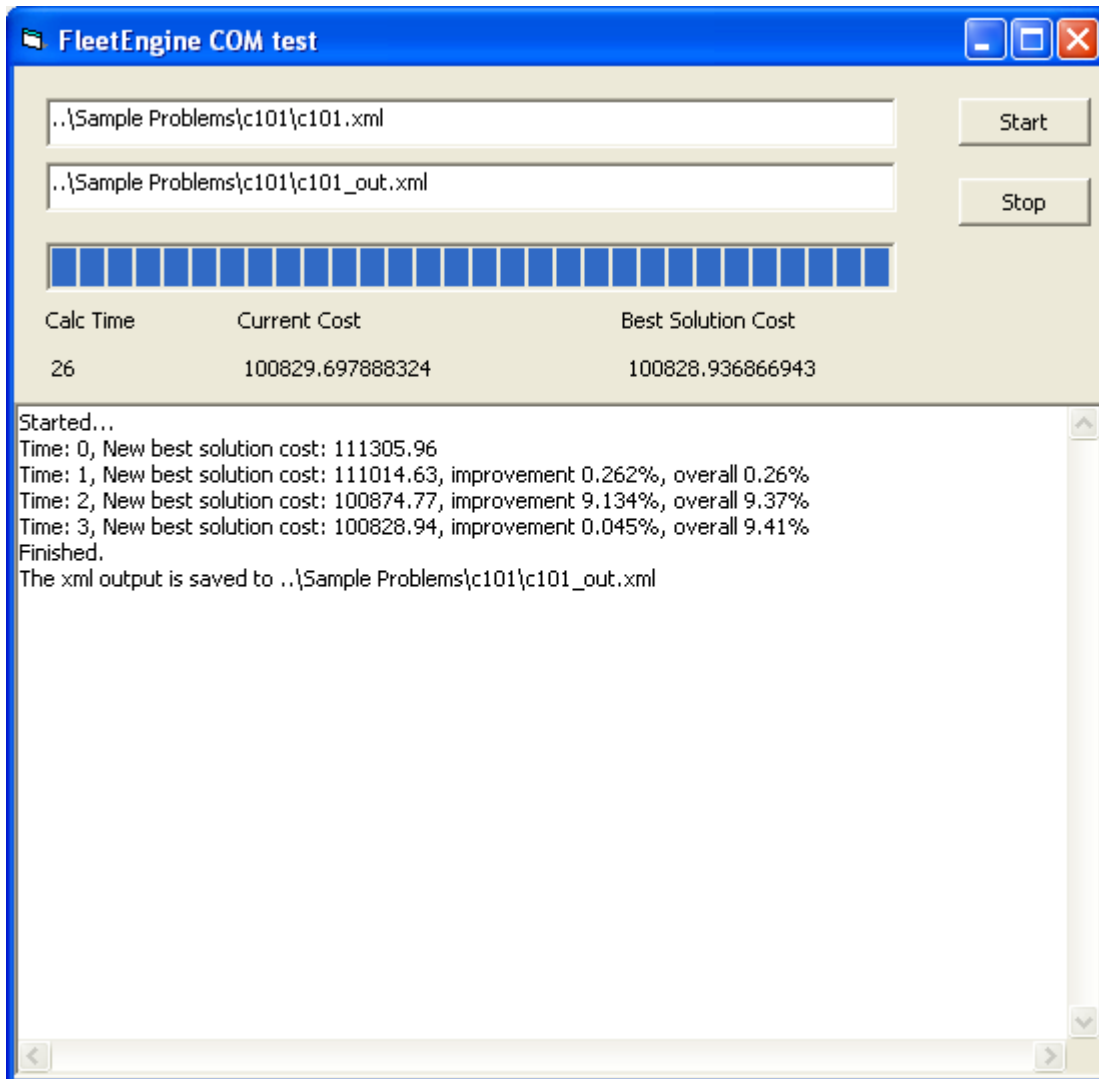 FleetEngine COM test
..\Sample Problems\c101\c101.xml
Start
..\Sample Problems\c101\c101_out.xml
Stop
Calc Time Current Cost Best Solution Cost
26 100829.697888324 100828.936866943
Started...
Time: 0, New best solution cost: 111305.96
Time: 1, New best solution cost: 111014.63, improvement 0.262%, overall 0.26%
Time: 2, New best solution cost: 100874.77, improvement 9.134%, overall 9.37%
Time: 3, New best solution cost: 100828.94, improvement 0.045%, overall 9.41%
Finished.
The xml output is saved to ..\Sample Problems\c101\c101_out.xml